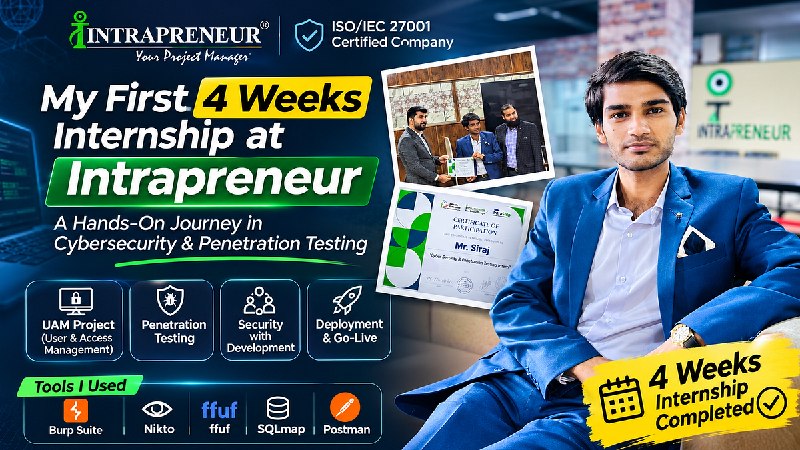 INTRAPRENEUR®
Your Project Manager
ISO/IEC 27001
Certified Company
My First 4 Weeks
Internship at
Intrapreneur
A Hands-On Journey in
Cybersecurity & Penetration Testing
UAM Project
(User & Access
Management)
Penetration
Testing
Security
with
Development
Deployment
& Go-Live
Tools I Used
Burp Suite
Nikto
ffuf
ffuf
SQLmap
Postman
CERTIFICATE OF
PARTICIPATION
Mr. Siraj
INTRAPRENEUR
4 Weeks
Internship
Completed